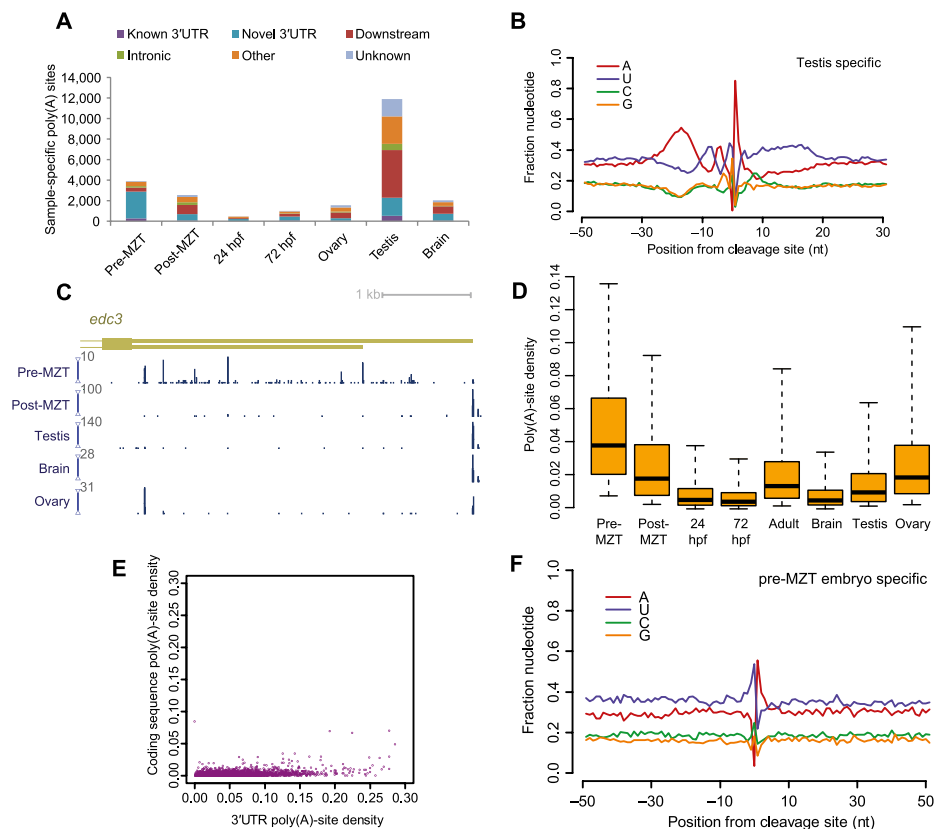 A
Known 3′UTR
Novel 3′UTR
Downstream
Intronic
Other
Unknown
Sample-specific poly(A) sites
14,000
12,000
10,000
8,000
6,000
4,000
2,000
0
Pre-MZT
Post-MZT
24 hpf
72 hpf
Ovary
Testis
Brain
B
Testis specific
A
U
C
G
Fraction nucleotide
1.0
0.8
0.6
0.4
0.2
0.0
−50 −30 −10 10 30
Position from cleavage site (nt)
C
1 kb
edc3
10
Pre-MZT
100
Post-MZT
140
Testis
28
Brain
31
Ovary
D
Poly(A)-site density
0.14
0.12
0.10
0.08
0.06
0.04
0.02
0.00
Pre-MZT
Post-MZT
24 hpf
72 hpf
Adult
Brain
Testis
Ovary
E
Coding sequence poly(A)-site density
0.30
0.25
0.20
0.15
0.10
0.05
0.00
0.00 0.05 0.10 0.15 0.20 0.25 0.30
3′UTR poly(A)-site density
F
pre-MZT embryo specific
A
U
C
G
Fraction nucleotide
1.0
0.8
0.6
0.4
0.2
0.0
−50 −30 −10 10 30 50
Position from cleavage site (nt)